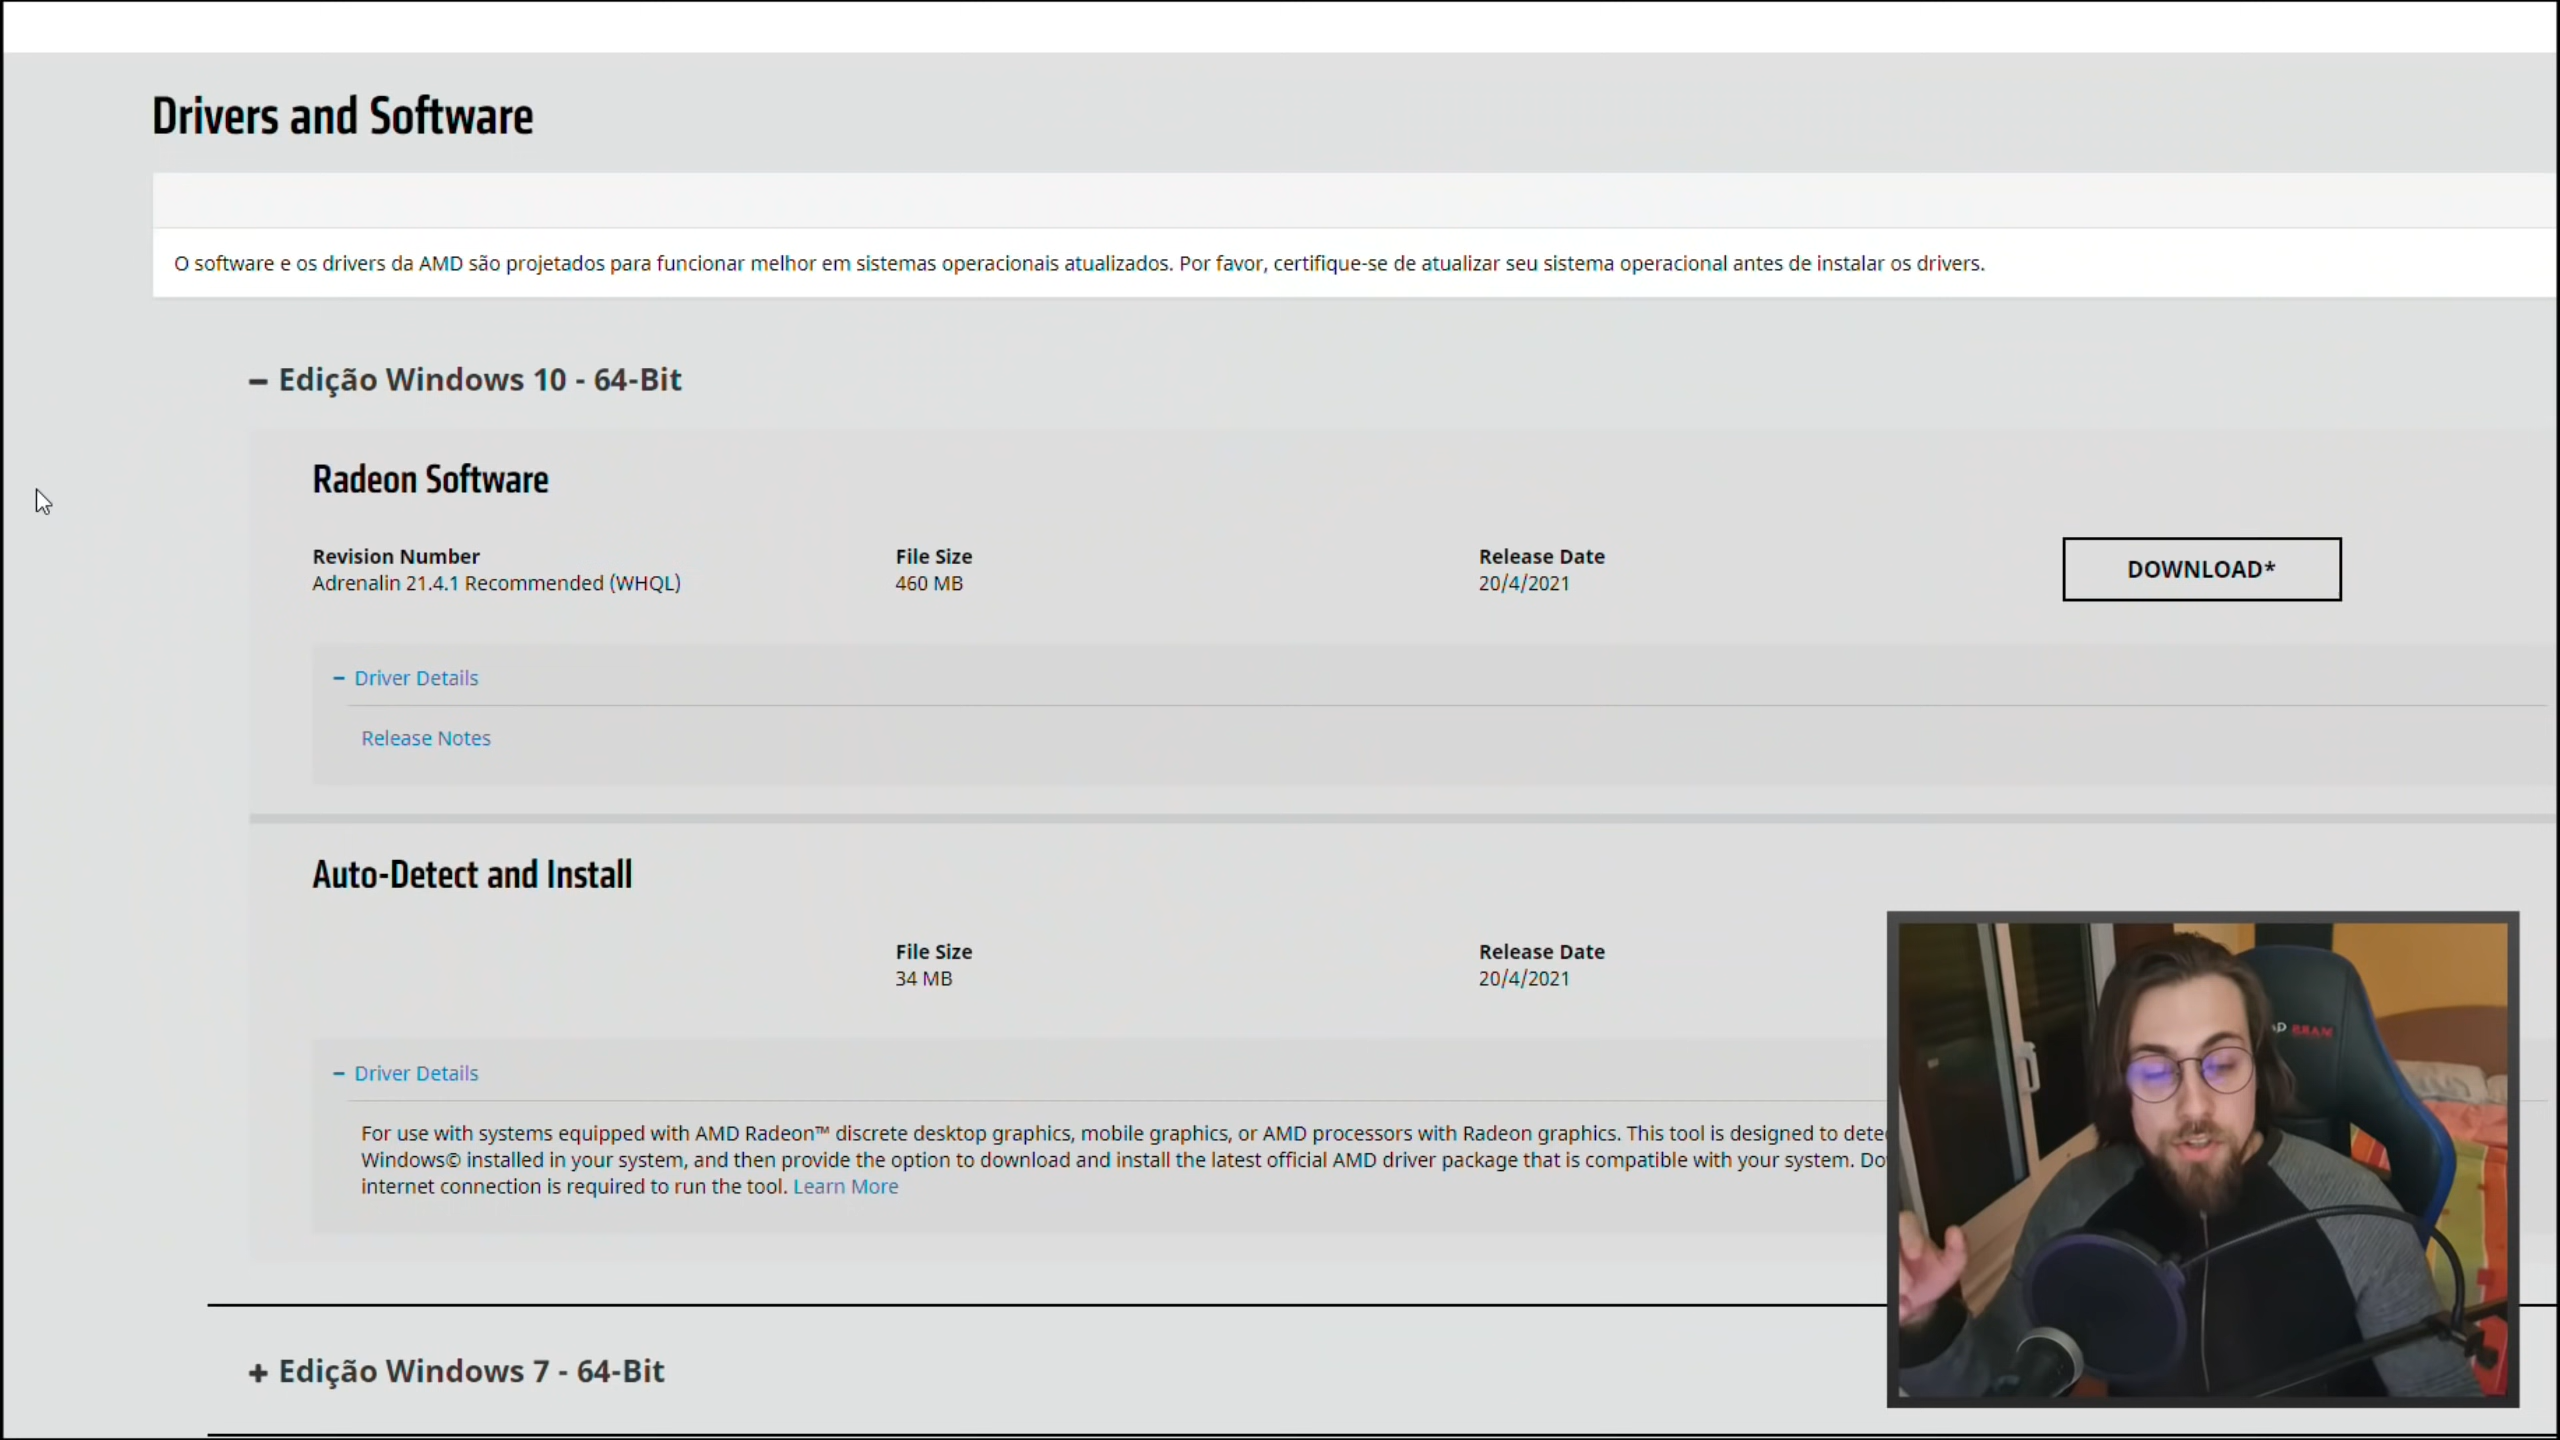 Drivers and Software
O software e os drivers da AMD são projetados para funcionar melhor em sistemas operacionais atualizados. Por favor, certifique-se de atualizar seu sistema operacional antes de instalar os drivers.
− Edição Windows 10 - 64-Bit
Radeon Software
Revision Number
Adrenalin 21.4.1 Recommended (WHQL)
File Size
460 MB
Release Date
20/4/2021
DOWNLOAD*
− Driver Details
Release Notes
Auto-Detect and Install
File Size
34 MB
Release Date
20/4/2021
− Driver Details
For use with systems equipped with AMD Radeon™ discrete desktop graphics, mobile graphics, or AMD processors with Radeon graphics. This tool is designed to
Windows© installed in your system, and then provide the option to download and install the latest official AMD driver package that is compatible with your system.
internet connection is required to run the tool. Learn More
+ Edição Windows 7 - 64-Bit